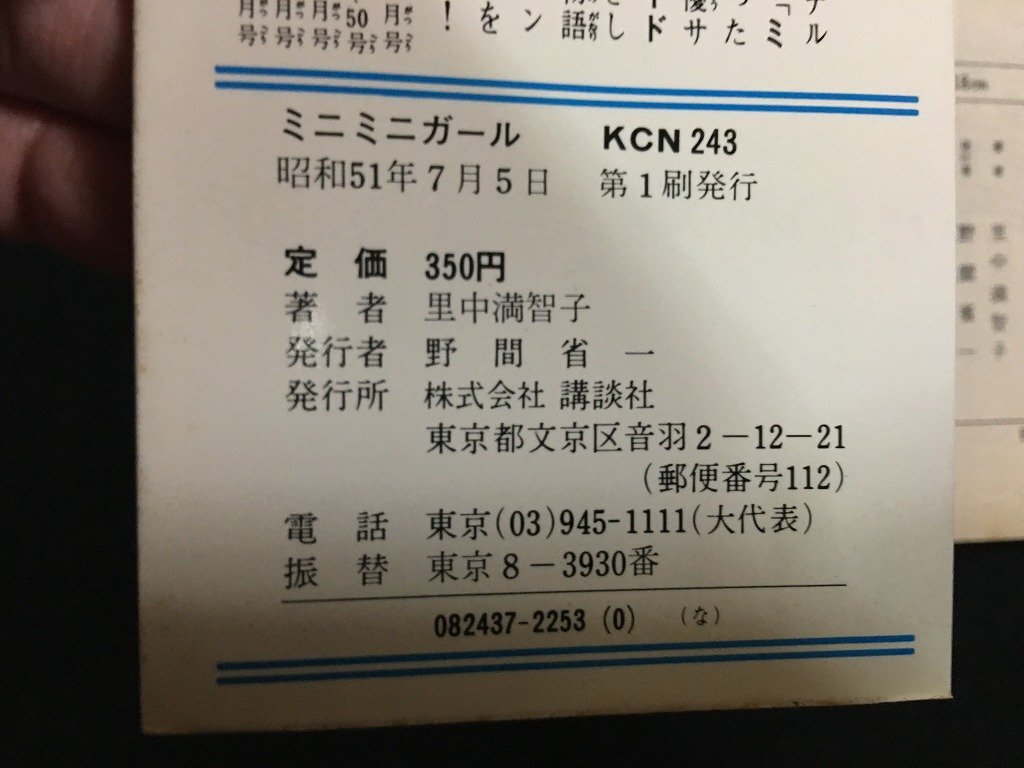 ミニミニガール KCN 243
昭和51年7月5日 第1刷発行
定 価 350円
著 者 里中満智子
発行者 野 間 省 一
発行所 株式会社 講談社
東京都文京区音羽2-12-21
(郵便番号112)
電 話 東京(03)945-1111(大代表)
振 替 東京8-3930番
082437-2253 (0) (な)